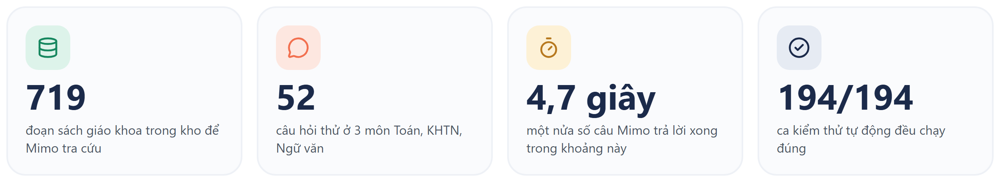 719
đoạn sách giáo khoa trong kho để
Mimo tra cứu
52
câu hỏi thử ở 3 môn Toán, KHTN,
Ngữ văn
4,7 giây
một nửa số câu Mimo trả lời xong
trong khoảng này
194/194
ca kiểm thử tự động đều chạy
đúng